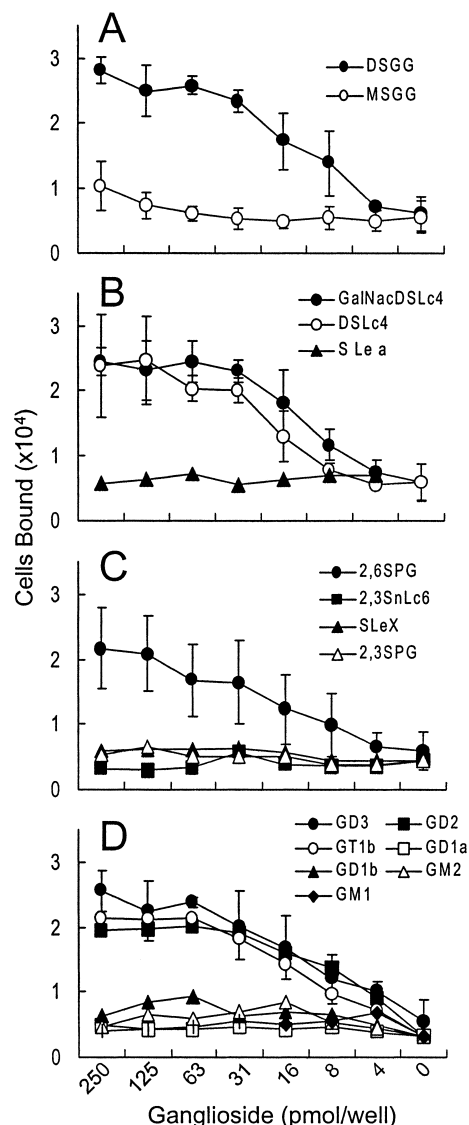 A
3
2
1
0
DSGG
MSGG
B
3
2
1
0
GalNacDSLc4
DSLc4
S Le a
C
3
2
1
0
2,6SPG
2,3SnLc6
SLeX
2,3SPG
D
3
2
1
0
GD3 GD2
GT1b GD1a
GD1b GM2
GM1
Cells Bound (x10⁴)
250 125 63 31 16 8 4 0
Ganglioside (pmol/well)